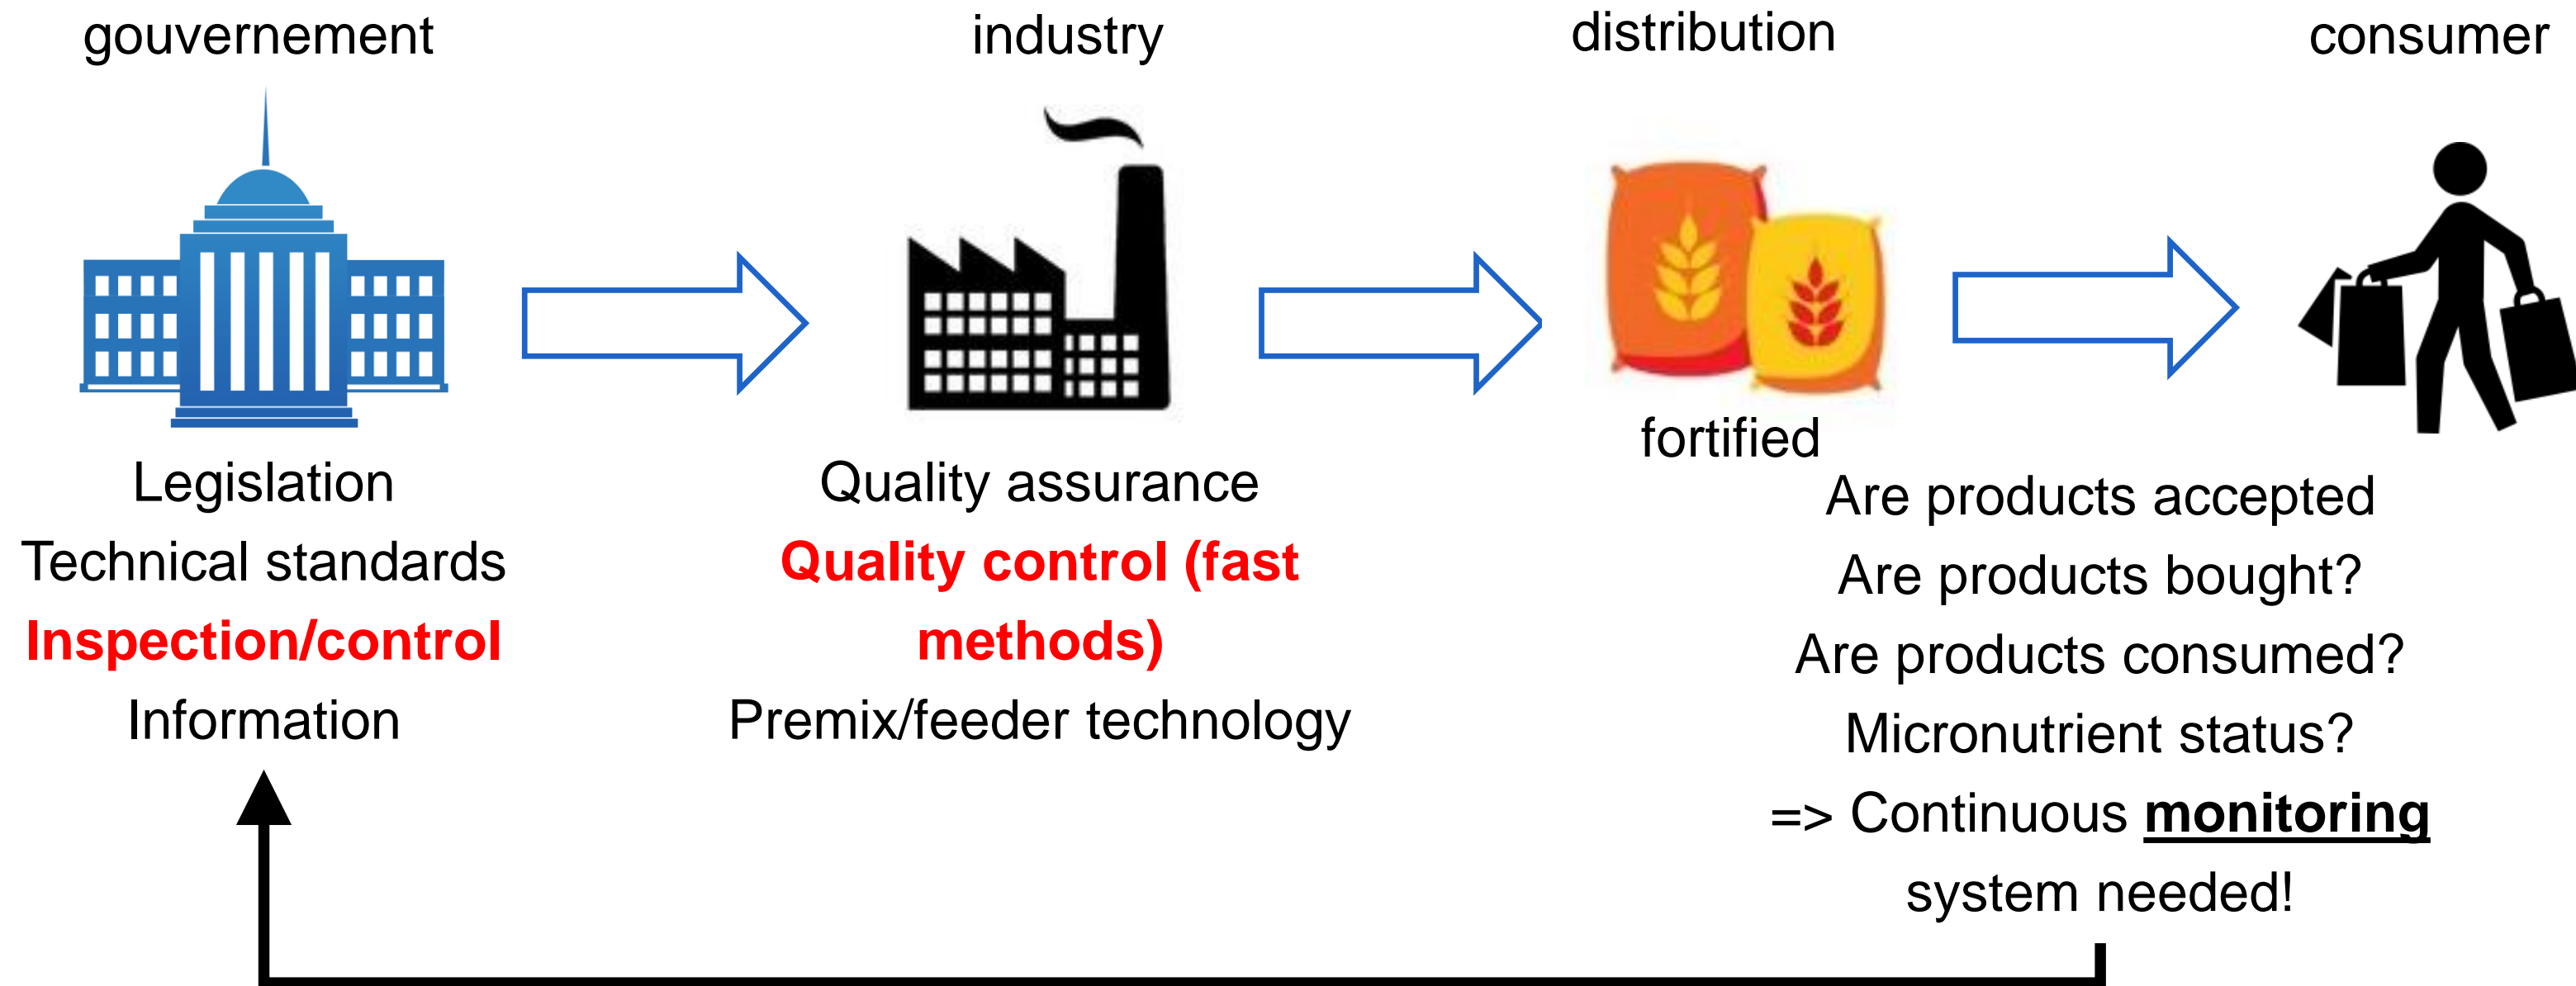 gouvernement
industry
distribution
consumer
Legislation
Technical standards
Inspection/control
Information
Quality assurance
Quality control (fast
methods)
Premix/feeder technology
fortified
Are products accepted
Are products bought?
Are products consumed?
Micronutrient status?
=> Continuous monitoring
system needed!